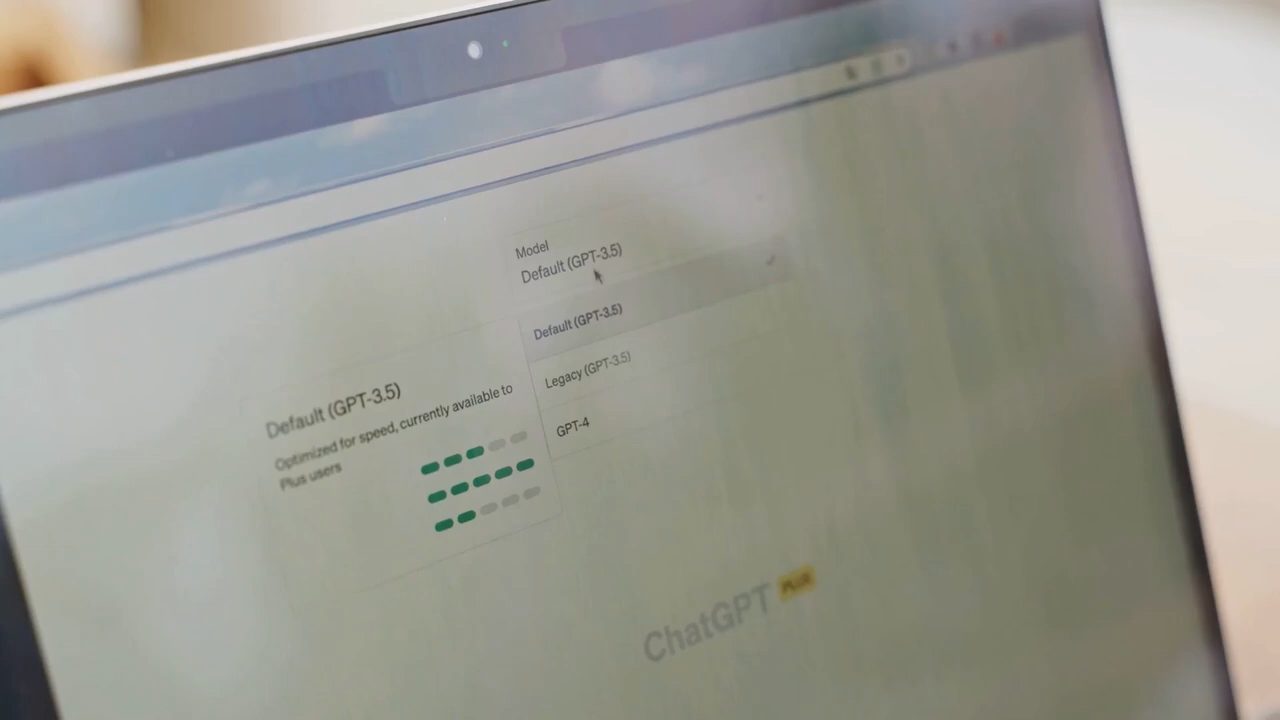 Model
Default (GPT-3.5)
Default (GPT-3.5)
Legacy (GPT-3.5)
GPT-4
Default (GPT-3.5)
Optimized for speed, currently available to
Plus users
ChatGPT PLUS